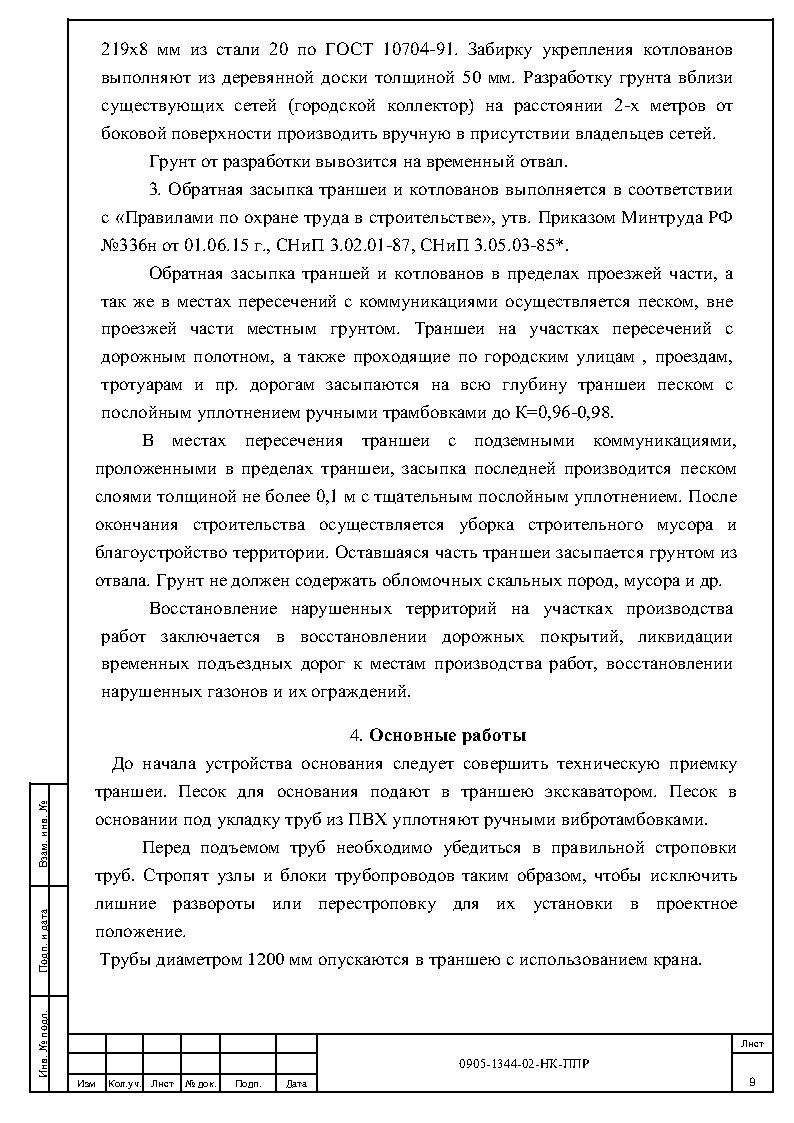 219х8 мм из стали 20 по ГОСТ 10704-91. Забирку укрепления котлованов
выполняют из деревянной доски толщиной 50 мм. Разработку грунта вблизи
существующих сетей (городской коллектор) на расстоянии 2-х метров от
боковой поверхности производить вручную в присутствии владельцев сетей.
Грунт от разработки вывозится на временный отвал.
3. Обратная засыпка траншеи и котлованов выполняется в соответствии
с «Правилами по охране труда в строительстве», утв. Приказом Минтруда РФ
№336н от 01.06.15 г., СНиП 3.02.01-87, СНиП 3.05.03-85*.
Обратная засыпка траншей и котлованов в пределах проезжей части, а
так же в местах пересечений с коммуникациями осуществляется песком, вне
проезжей части местным грунтом. Траншеи на участках пересечений с
дорожным полотном, а также проходящие по городским улицам , проездам,
тротуарам и пр. дорогам засыпаются на всю глубину траншеи песком с
послойным уплотнением ручными трамбовками до К=0,96-0,98.
В местах пересечения траншеи с подземными коммуникациями,
проложенными в пределах траншеи, засыпка последней производится песком
слоями толщиной не более 0,1 м с тщательным послойным уплотнением. После
окончания строительства осуществляется уборка строительного мусора и
благоустройство территории. Оставшаяся часть траншеи засыпается грунтом из
отвала. Грунт не должен содержать обломочных скальных пород, мусора и др.
Восстановление нарушенных территорий на участках производства
работ заключается в восстановлении дорожных покрытий, ликвидации
временных подъездных дорог к местам производства работ, восстановлении
нарушенных газонов и их ограждений.
4. Основные работы
До начала устройства основания следует совершить техническую приемку
траншеи. Песок для основания подают в траншею экскаватором. Песок в
основании под укладку труб из ПВХ уплотняют ручными вибротамбовками.
Перед подъемом труб необходимо убедиться в правильной строповки
труб. Стропят узлы и блоки трубопроводов таким образом, чтобы исключить
лишние развороты или перестроповку для их установки в проектное
положение.
Трубы диаметром 1200 мм опускаются в траншею с использованием крана.
Взам. инв. №
Подп. и дата
Инв. № подл.
Изм Кол.уч. Лист № док. Подп. Дата
0905-1344-02-НК-ППР
Лист
9